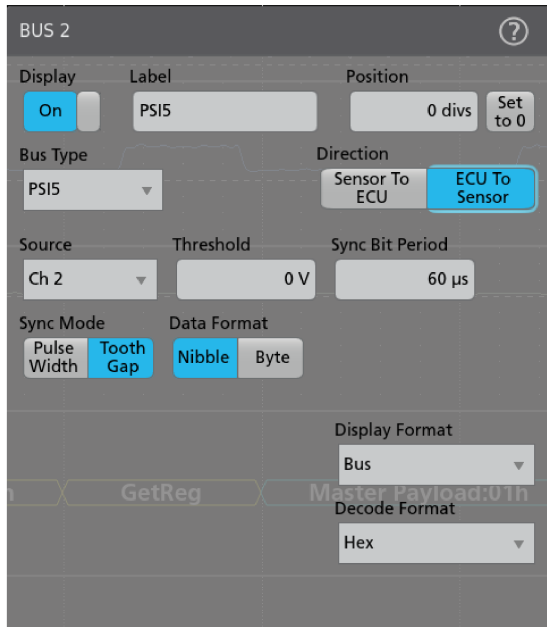 BUS 2
?
Display Label Position
On PSI5 0 divs Set to 0
Bus Type Direction
PSI5 Sensor To ECU ECU To Sensor
Source Threshold Sync Bit Period
Ch 2 0 V 60 µs
Sync Mode Data Format
Pulse Width Tooth Gap Nibble Byte
Display Format
Bus
GetReg Master Payload:01h
Decode Format
Hex